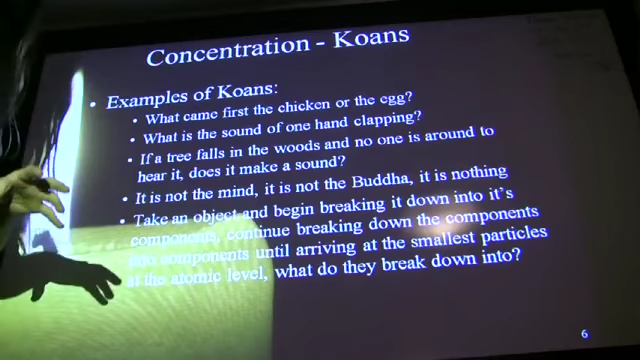 Concentration - Koans
• Examples of Koans:
• What came first the chicken or the egg?
• What is the sound of one hand clapping?
• If a tree falls in the woods and no one is around to
hear it, does it make a sound?
• It is not the mind, it is not the Buddha, it is nothing
• Take an object and begin breaking it down into it's
components, continue breaking down the components
into components until arriving at the smallest particles
at the atomic level, what do they break down into?
6